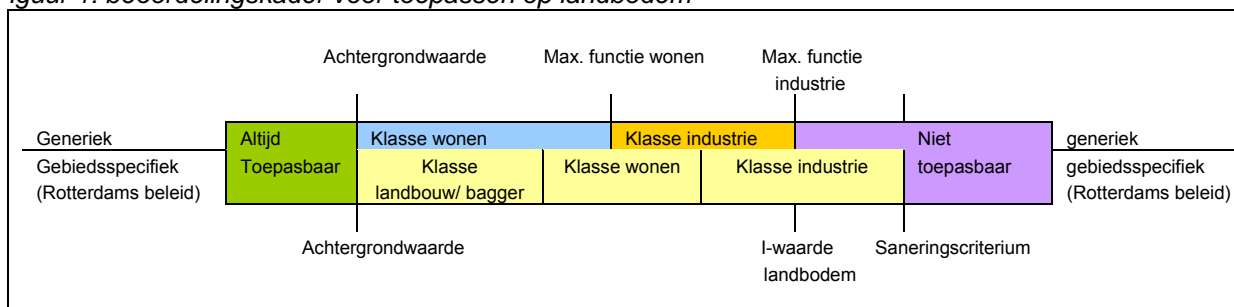 iguur 1: beoordelingskader voor toepassen op landbodem
Achtergrondwaarde Max. functie wonen Max. functie
industrie
Generiek Altijd Klasse wonen Klasse industrie Niet generiek
Gebiedsspecifiek Toepasbaar Klasse Klasse wonen Klasse industrie toepasbaar gebiedsspecifiek
(Rotterdams beleid) landbouw/ bagger (Rotterdams beleid)
Achtergrondwaarde I-waarde Saneringscriterium
landbodem